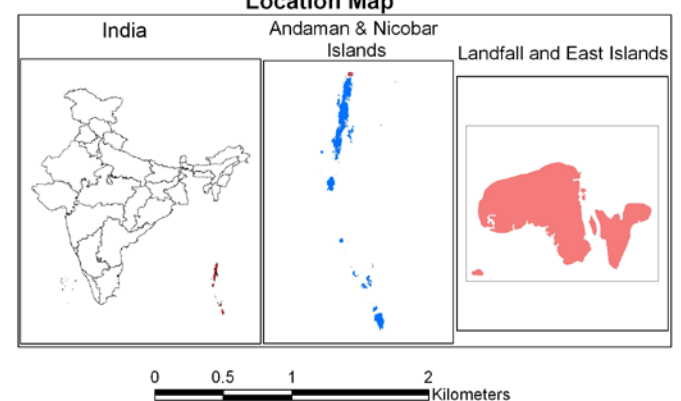 Location Map
India
Andaman & Nicobar
Islands
Landfall and East Islands
0 0.5 1 2
Kilometers